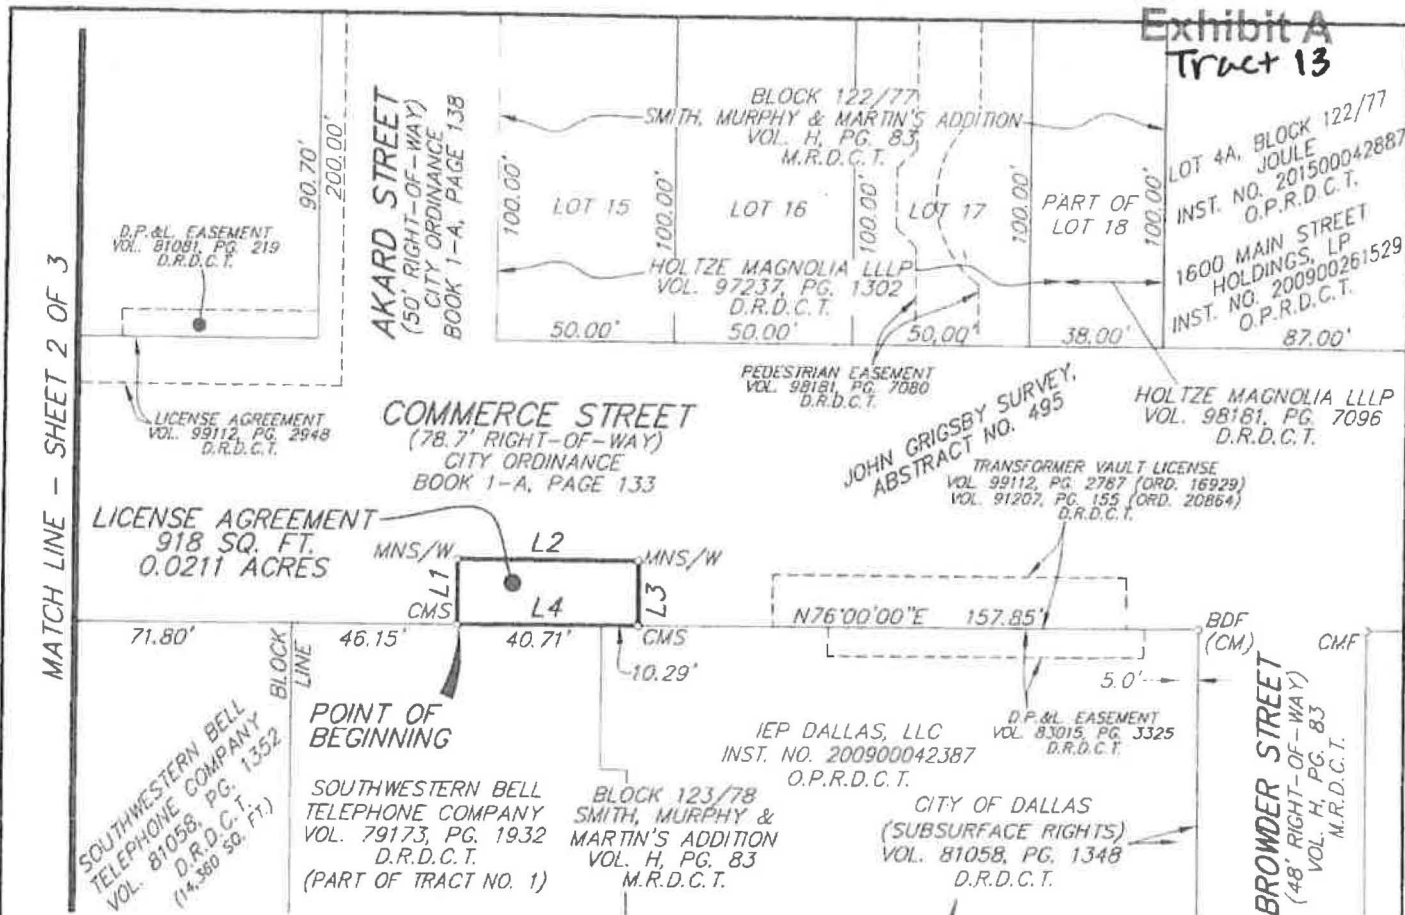 Exhibit A
Tract 13
MATCH LINE - SHEET 2 OF 3
90.70'
200.00'
D.P.&L. EASEMENT
VOL. 81081, PG. 219
D.R.D.C.T.
LICENSE AGREEMENT
VOL. 99112, PG. 2948
D.R.D.C.T.
AKARD STREET
(50' RIGHT-OF-WAY)
CITY ORDINANCE
BOOK 1-A, PAGE 138
BLOCK 122/77
SMITH, MURPHY & MARTIN'S ADDITION
VOL. H, PG. 83
M.R.D.C.T.
100.00'
LOT 15
100.00'
LOT 16
100.00'
LOT 17
100.00'
PART OF
LOT 18
100.00'
HOLTZE MAGNOLIA LLLP
VOL. 97237, PG. 1302
D.R.D.C.T.
50.00'
50.00'
50.00'
38.00'
87.00'
LOT 4A, BLOCK 122/77
JOULE
INST. NO. 201500042887
O.P.R.D.C.T.
1600 MAIN STREET
HOLDINGS, LP
INST. NO. 200900261529
O.P.R.D.C.T.
PEDESTRIAN EASEMENT
VOL. 98181, PG. 7080
D.R.D.C.T.
HOLTZE MAGNOLIA LLLP
VOL. 98181, PG. 7096
D.R.D.C.T.
COMMERCE STREET
(78.7' RIGHT-OF-WAY)
CITY ORDINANCE
BOOK 1-A, PAGE 133
JOHN GRIGSBY SURVEY,
ABSTRACT NO. 495
TRANSFORMER VAULT LICENSE
VOL. 99112, PG. 2787 (ORD. 16929)
VOL. 91207, PG. 155 (ORD. 20864)
D.R.D.C.T.
LICENSE AGREEMENT
918 SQ. FT.
0.0211 ACRES
MNS/W
L2
MNS/W
L1
L3
CMS
L4
CMS
71.80'
BLOCK
LINE
46.15'
40.71'
10.29'
N76°00'00"E 157.85'
BDF
(CM)
CMF
5.0'
POINT OF
BEGINNING
D.P.&L. EASEMENT
VOL. 83015, PG. 3325
D.R.D.C.T.
IEP DALLAS, LLC
INST. NO. 200900042387
O.P.R.D.C.T.
SOUTHWESTERN BELL
TELEPHONE COMPANY
VOL. 81058, PG. 1352
D.R.D.C.T.
(14,360 SQ. FT.)
SOUTHWESTERN BELL
TELEPHONE COMPANY
VOL. 79173, PG. 1932
D.R.D.C.T.
(PART OF TRACT NO. 1)
BLOCK 123/78
SMITH, MURPHY &
MARTIN'S ADDITION
VOL. H, PG. 83
M.R.D.C.T.
CITY OF DALLAS
(SUBSURFACE RIGHTS)
VOL. 81058, PG. 1348
D.R.D.C.T.
BROWDER STREET
(48' RIGHT-OF-WAY)
VOL. H, PG. 83
M.R.D.C.T.